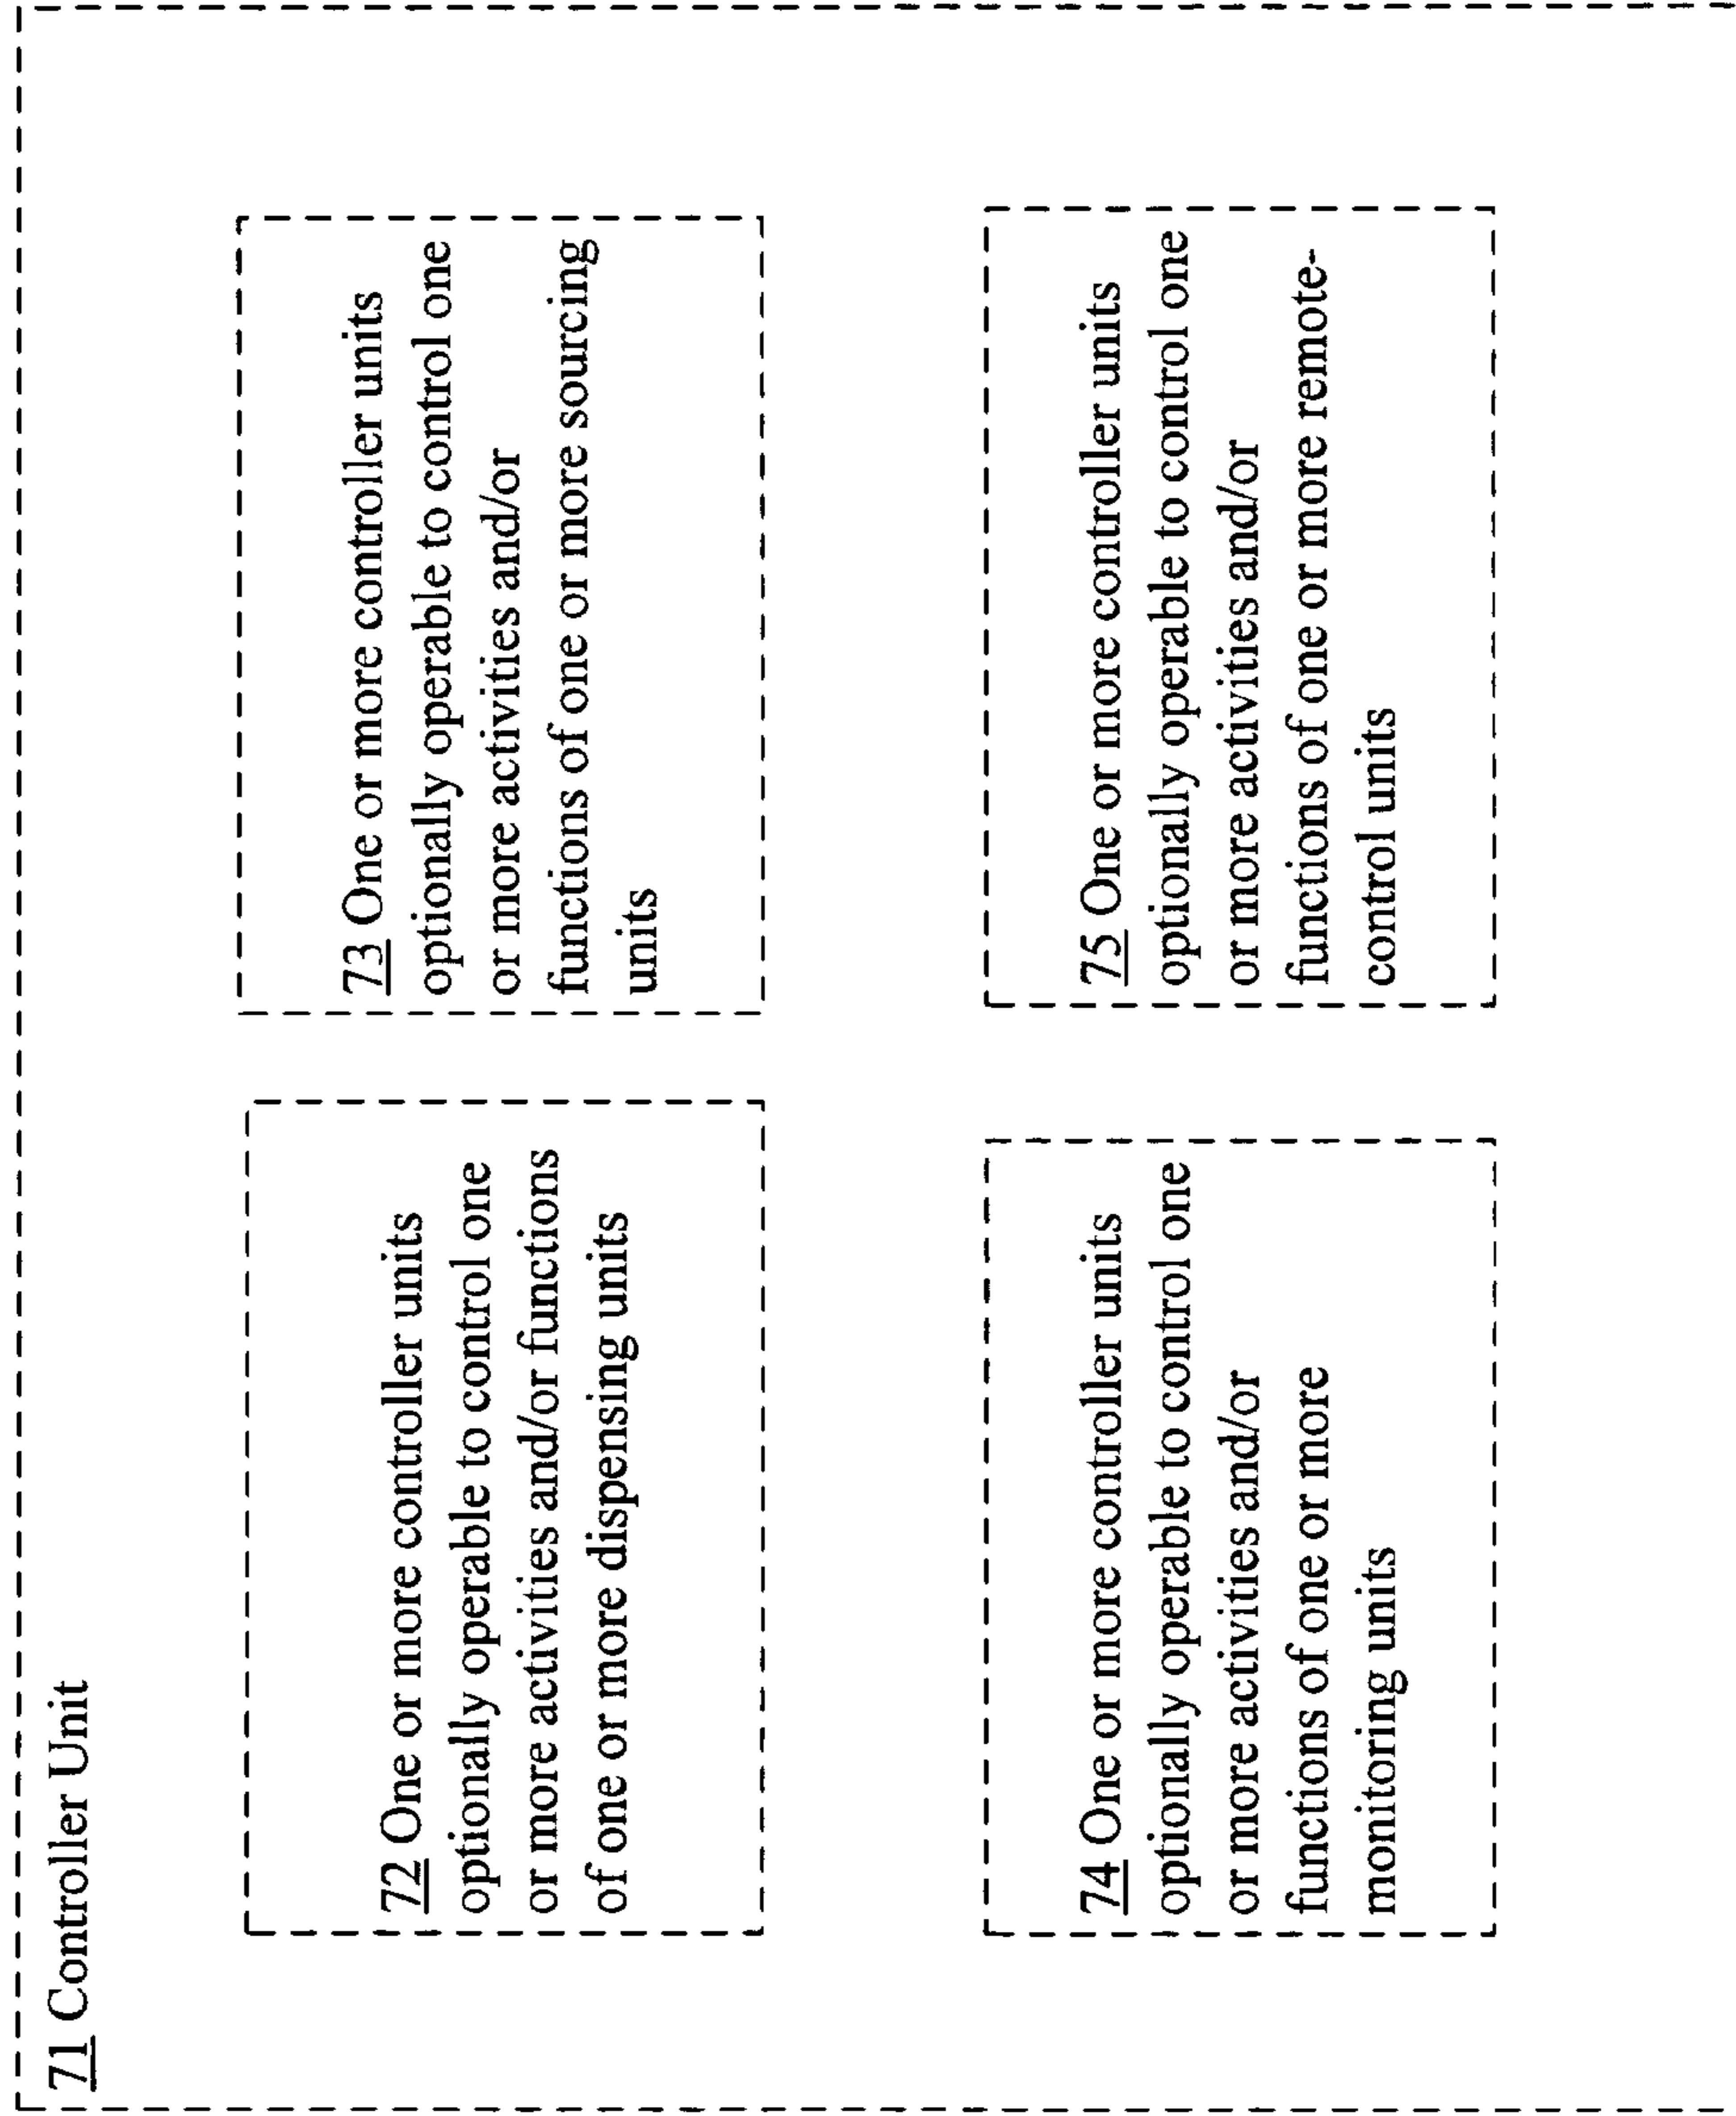 71 Controller Unit
72 One or more controller units
optionally operable to control one
or more activities and/or functions
of one or more dispensing units
73 One or more controller units
optionally operable to control one
or more activities and/or
functions of one or more sourcing
units
74 One or more controller units
optionally operable to control one
or more activities and/or
functions of one or more
monitoring units
75 One or more controller units
optionally operable to control one
or more activities and/or
functions of one or more remote-
control units